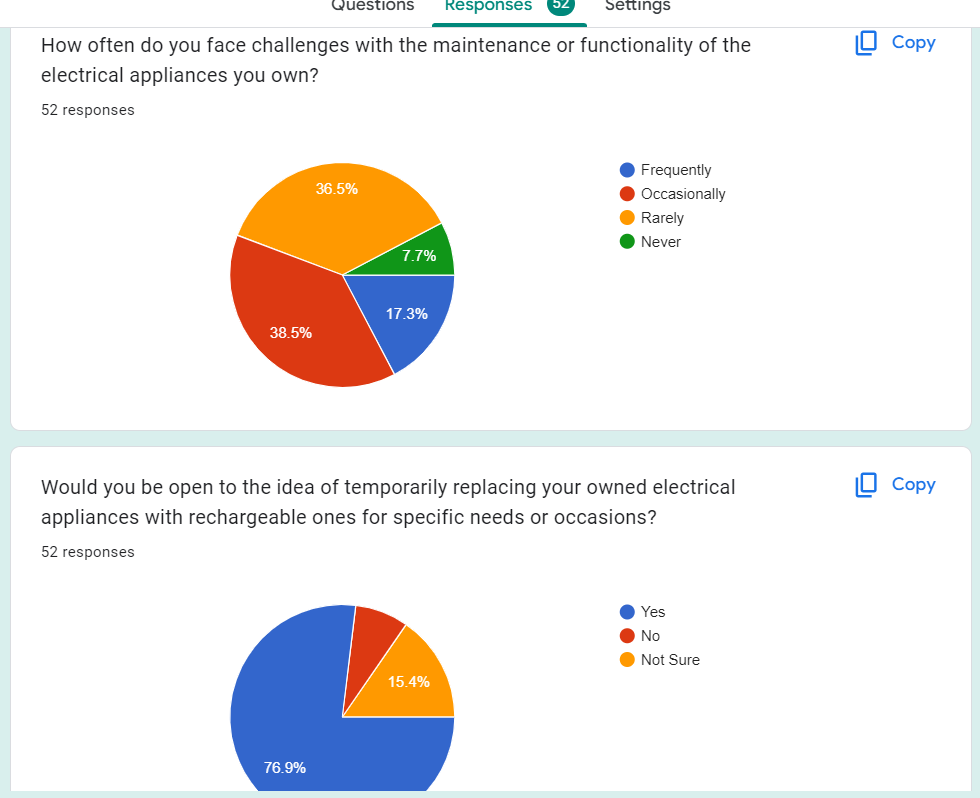 Questions Responses 52 Settings
How often do you face challenges with the maintenance or functionality of the
electrical appliances you own?
Copy
52 responses
36.5%
7.7%
17.3%
38.5%
Frequently
Occasionally
Rarely
Never
Would you be open to the idea of temporarily replacing your owned electrical
appliances with rechargeable ones for specific needs or occasions?
Copy
52 responses
15.4%
76.9%
Yes
No
Not Sure